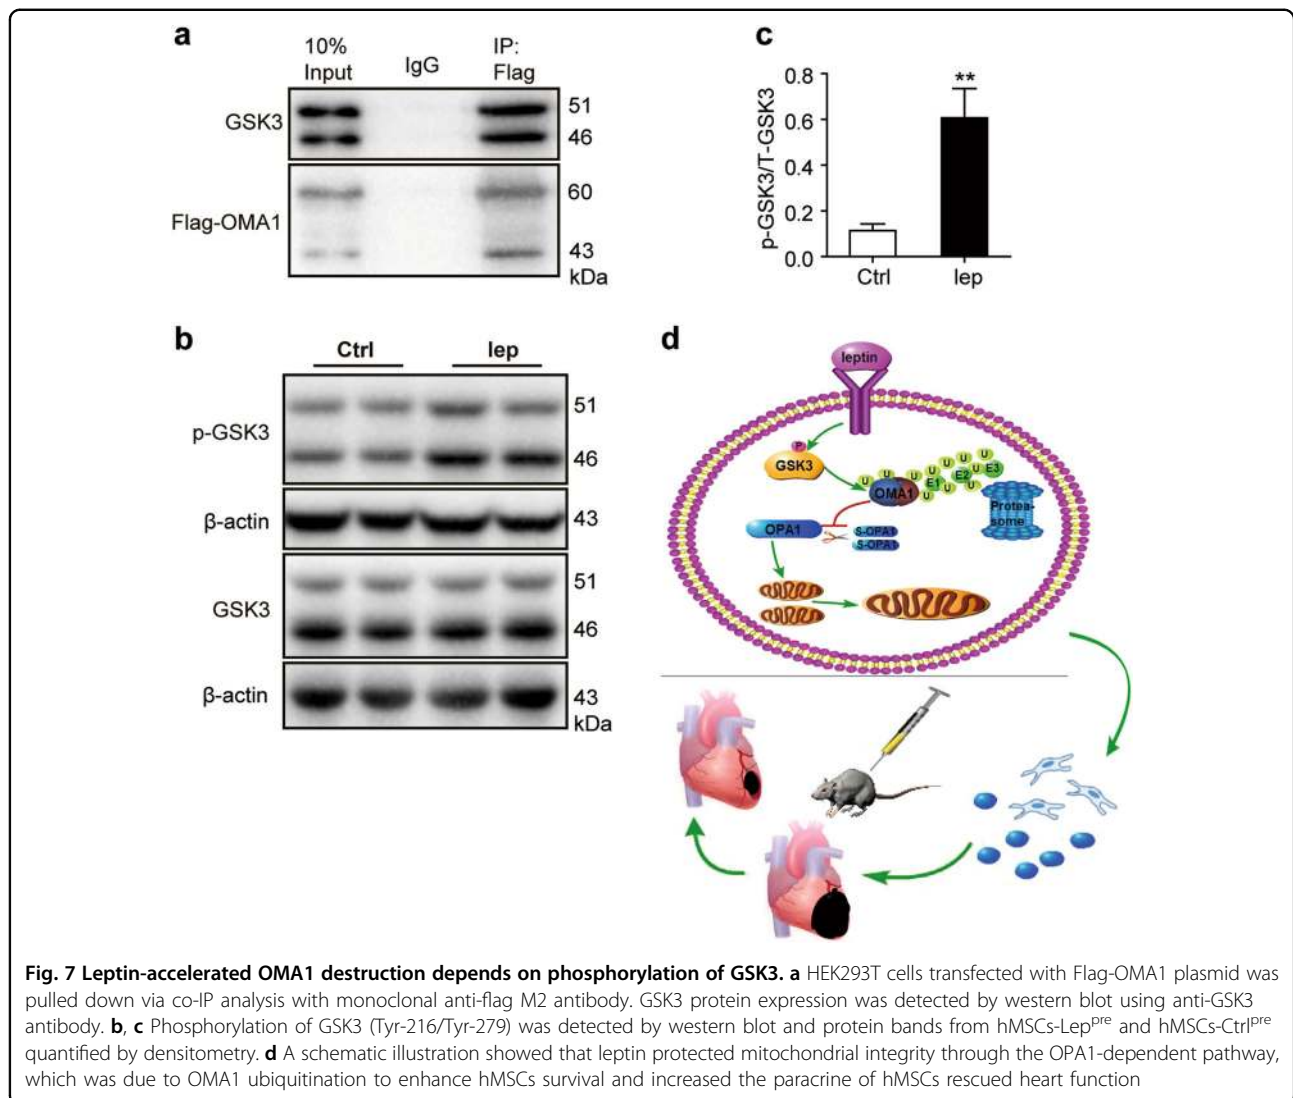 a
10%
Input
IgG
IP:
Flag
GSK3
51
46
Flag-OMA1
60
43
kDa
c
p-GSK3/T-GSK3
0.8
0.6
0.4
0.2
0.0
**
Ctrl
lep
b
Ctrl
lep
p-GSK3
51
46
β-actin
43
GSK3
51
46
β-actin
43
kDa
d
leptin
P
GSK3
U U U U U U U U U U
OMA1
E1
E2
E3
Protea-
some
OPA1
S-OPA1
S-OPA1
Fig. 7 Leptin-accelerated OMA1 destruction depends on phosphorylation of GSK3. a HEK293T cells transfected with Flag-OMA1 plasmid was
pulled down via co-IP analysis with monoclonal anti-flag M2 antibody. GSK3 protein expression was detected by western blot using anti-GSK3
antibody. b, c Phosphorylation of GSK3 (Tyr-216/Tyr-279) was detected by western blot and protein bands from hMSCs-Lep^pre and hMSCs-Ctrl^pre
quantified by densitometry. d A schematic illustration showed that leptin protected mitochondrial integrity through the OPA1-dependent pathway,
which was due to OMA1 ubiquitination to enhance hMSCs survival and increased the paracrine of hMSCs rescued heart function